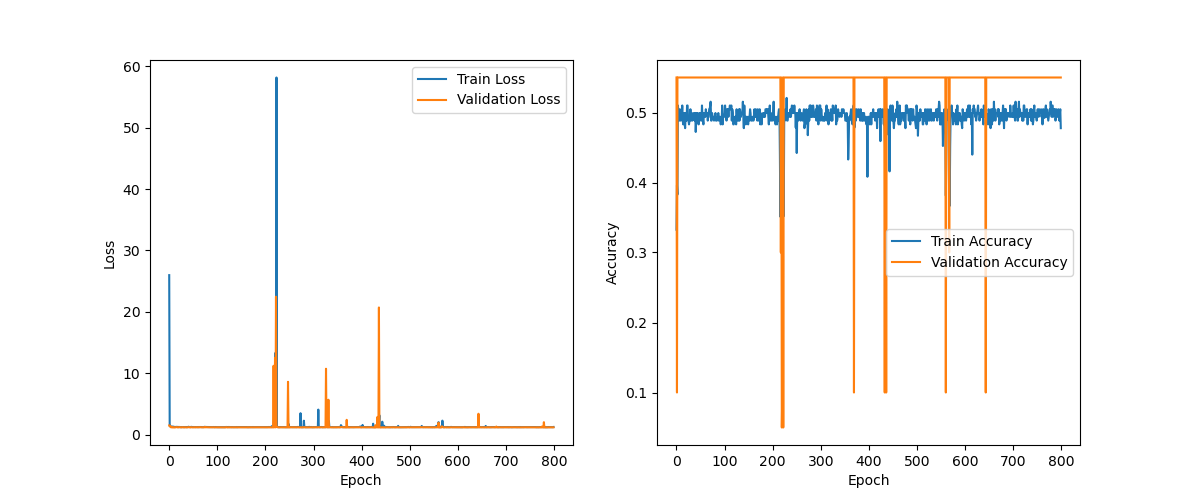 60
50
40
30
20
10
0
Loss
0 100 200 300 400 500 600 700 800
Epoch
Train Loss
Validation Loss
0.5
0.4
0.3
0.2
0.1
Accuracy
0 100 200 300 400 500 600 700 800
Epoch
Train Accuracy
Validation Accuracy